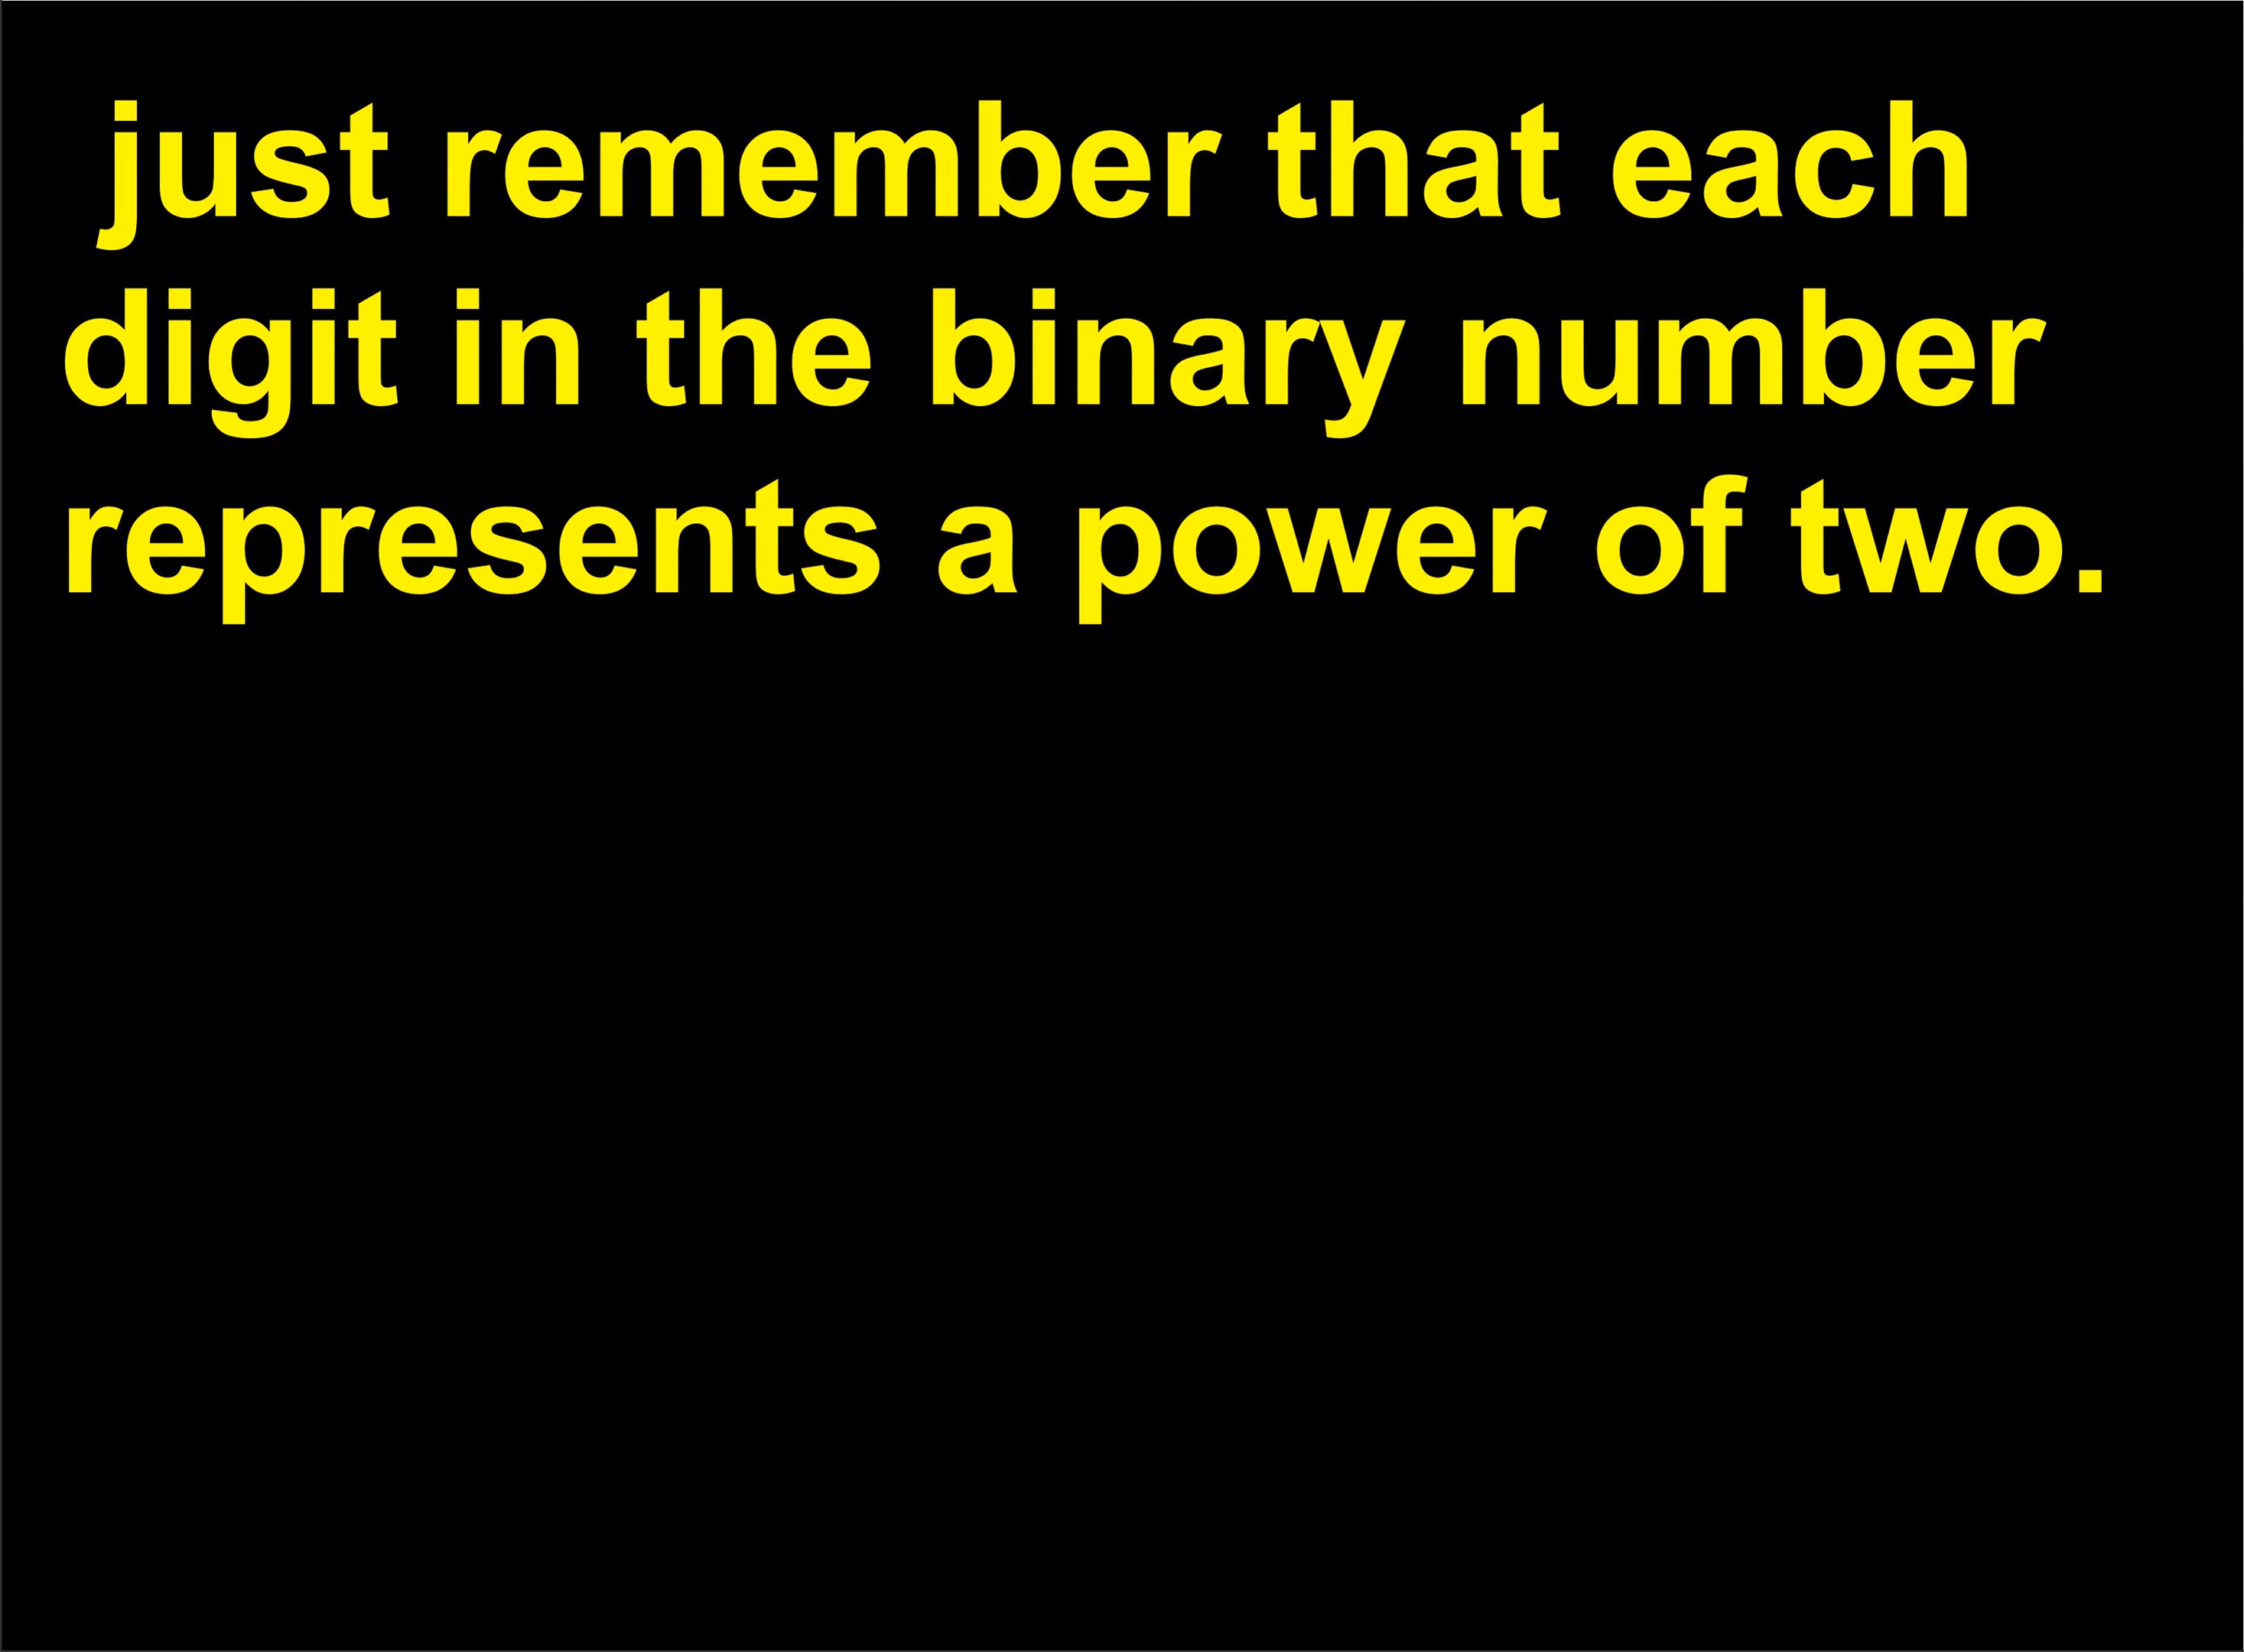 just remember that each
digit in the binary number
represents a power of two.